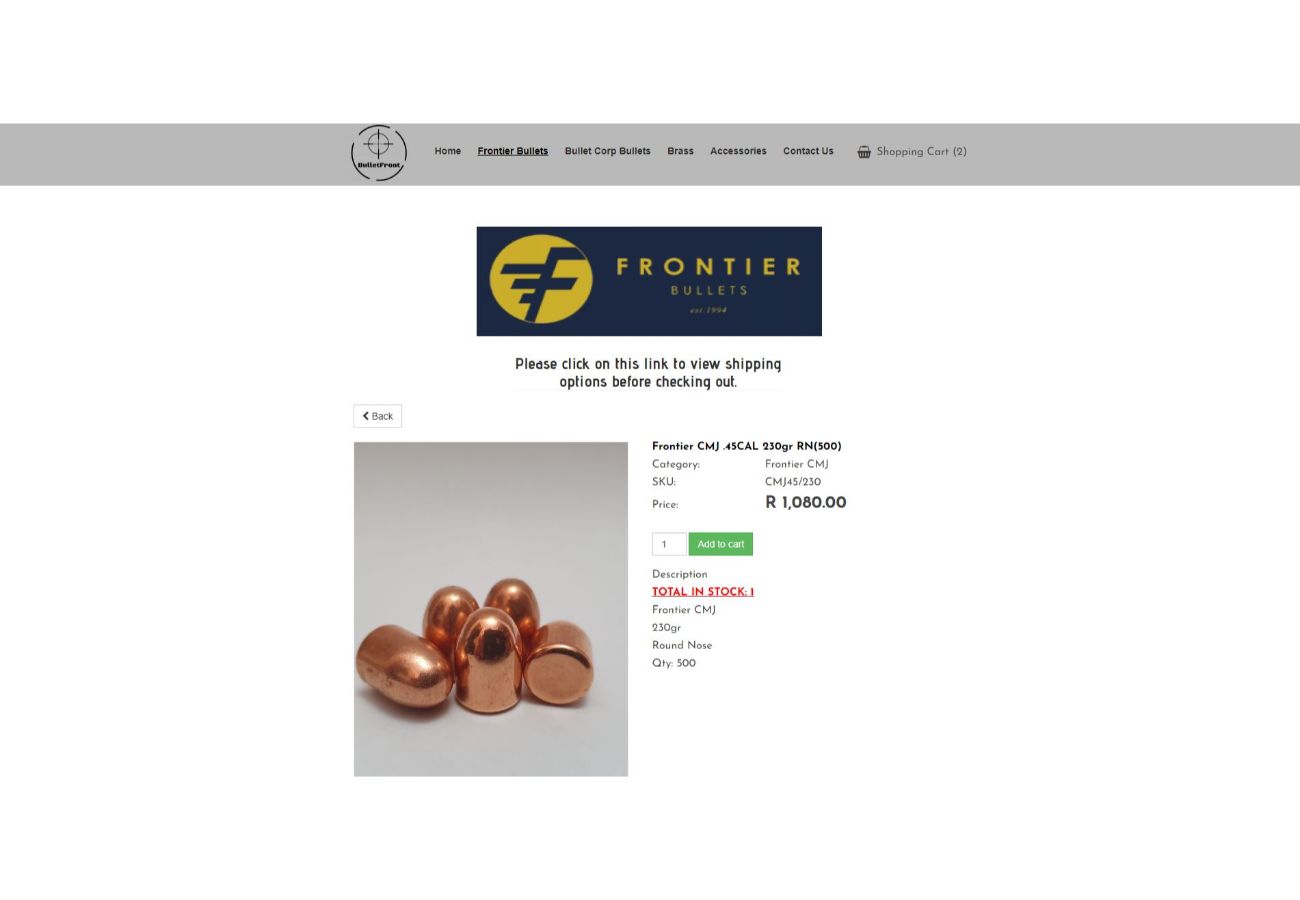 BulletFront
Home Frontier Bullets Bullet Corp Bullets Brass Accessories Contact Us Shopping Cart (2)
FRONTIER
BULLETS
est.1994
Please click on this link to view shipping
options before checking out.
Back
Frontier CMJ .45CAL 230gr RN(500)
Category: Frontier CMJ
SKU: CMJ45/230
Price: R 1,080.00
1 Add to cart
Description
TOTAL IN STOCK: 1
Frontier CMJ
230gr
Round Nose
Qty: 500